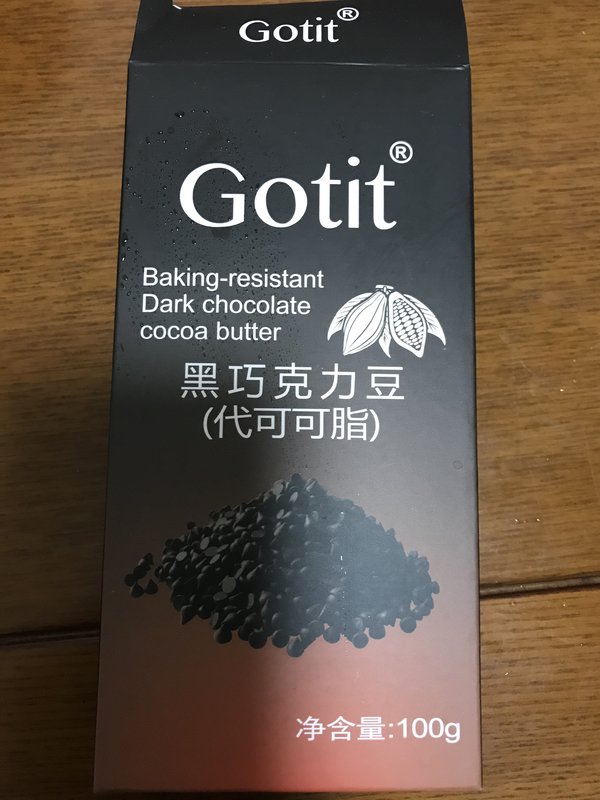 Gotit®
Gotit®
Baking-resistant
Dark chocolate
cocoa butter
黑巧克力豆
(代可可脂)
净含量:100g